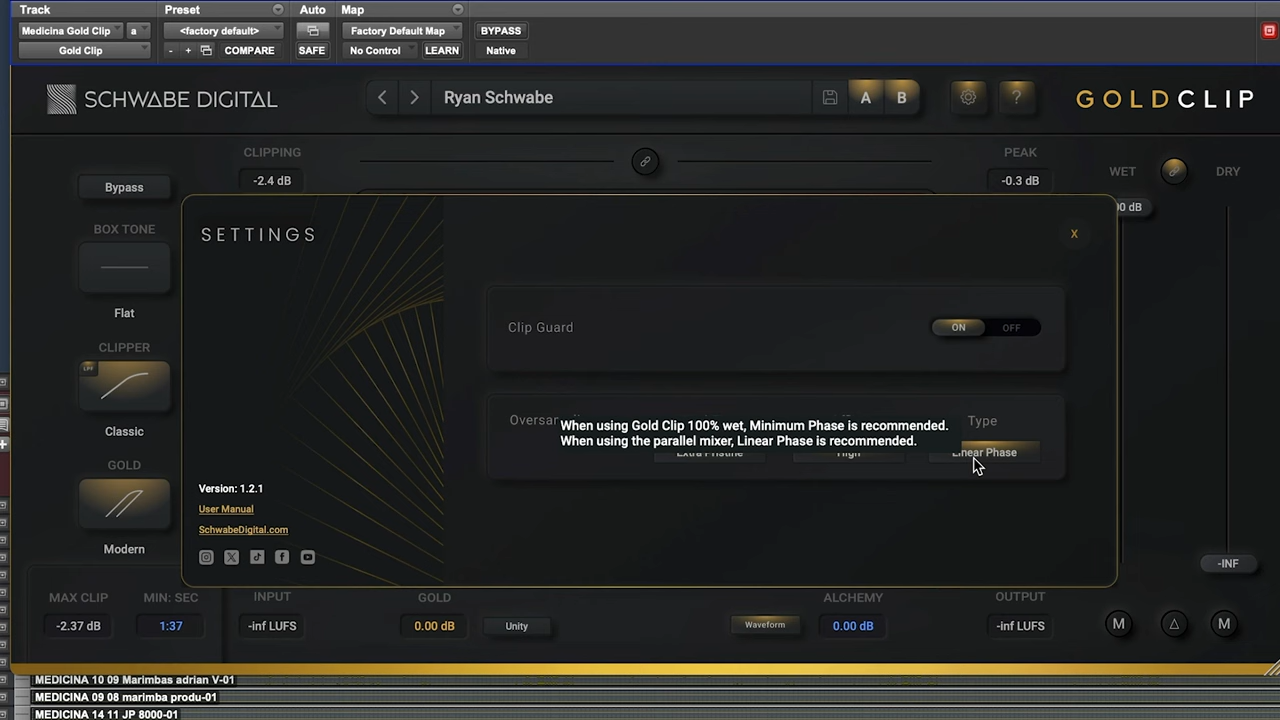 Track
Preset
Auto
Map
Medicina Gold Clip
a
<factory default>
Factory Default Map
BYPASS
Gold Clip
- +
COMPARE
SAFE
No Control
LEARN
Native
SCHWABE DIGITAL
Ryan Schwabe
A
B
?
GOLDCLIP
CLIPPING
PEAK
WET
DRY
-2.4 dB
-0.3 dB
Bypass
SETTINGS
X
BOX TONE
Flat
Clip Guard
ON
OFF
CLIPPER
LPF
Classic
Type
When using Gold Clip 100% wet, Minimum Phase is recommended.
When using the parallel mixer, Linear Phase is recommended.
Extra Pristine
High
Linear Phase
GOLD
Modern
Version: 1.2.1
User Manual
SchwabeDigital.com
-INF
MAX CLIP
MIN: SEC
INPUT
GOLD
ALCHEMY
OUTPUT
-2.37 dB
1:37
-inf LUFS
0.00 dB
Unity
Waveform
0.00 dB
-inf LUFS
M
Δ
M
MEDICINA 10 09 Marimbas adrian V-01
MEDICINA 09 08 marimba produ-01
MEDICINA 14 11 JP 8000-01